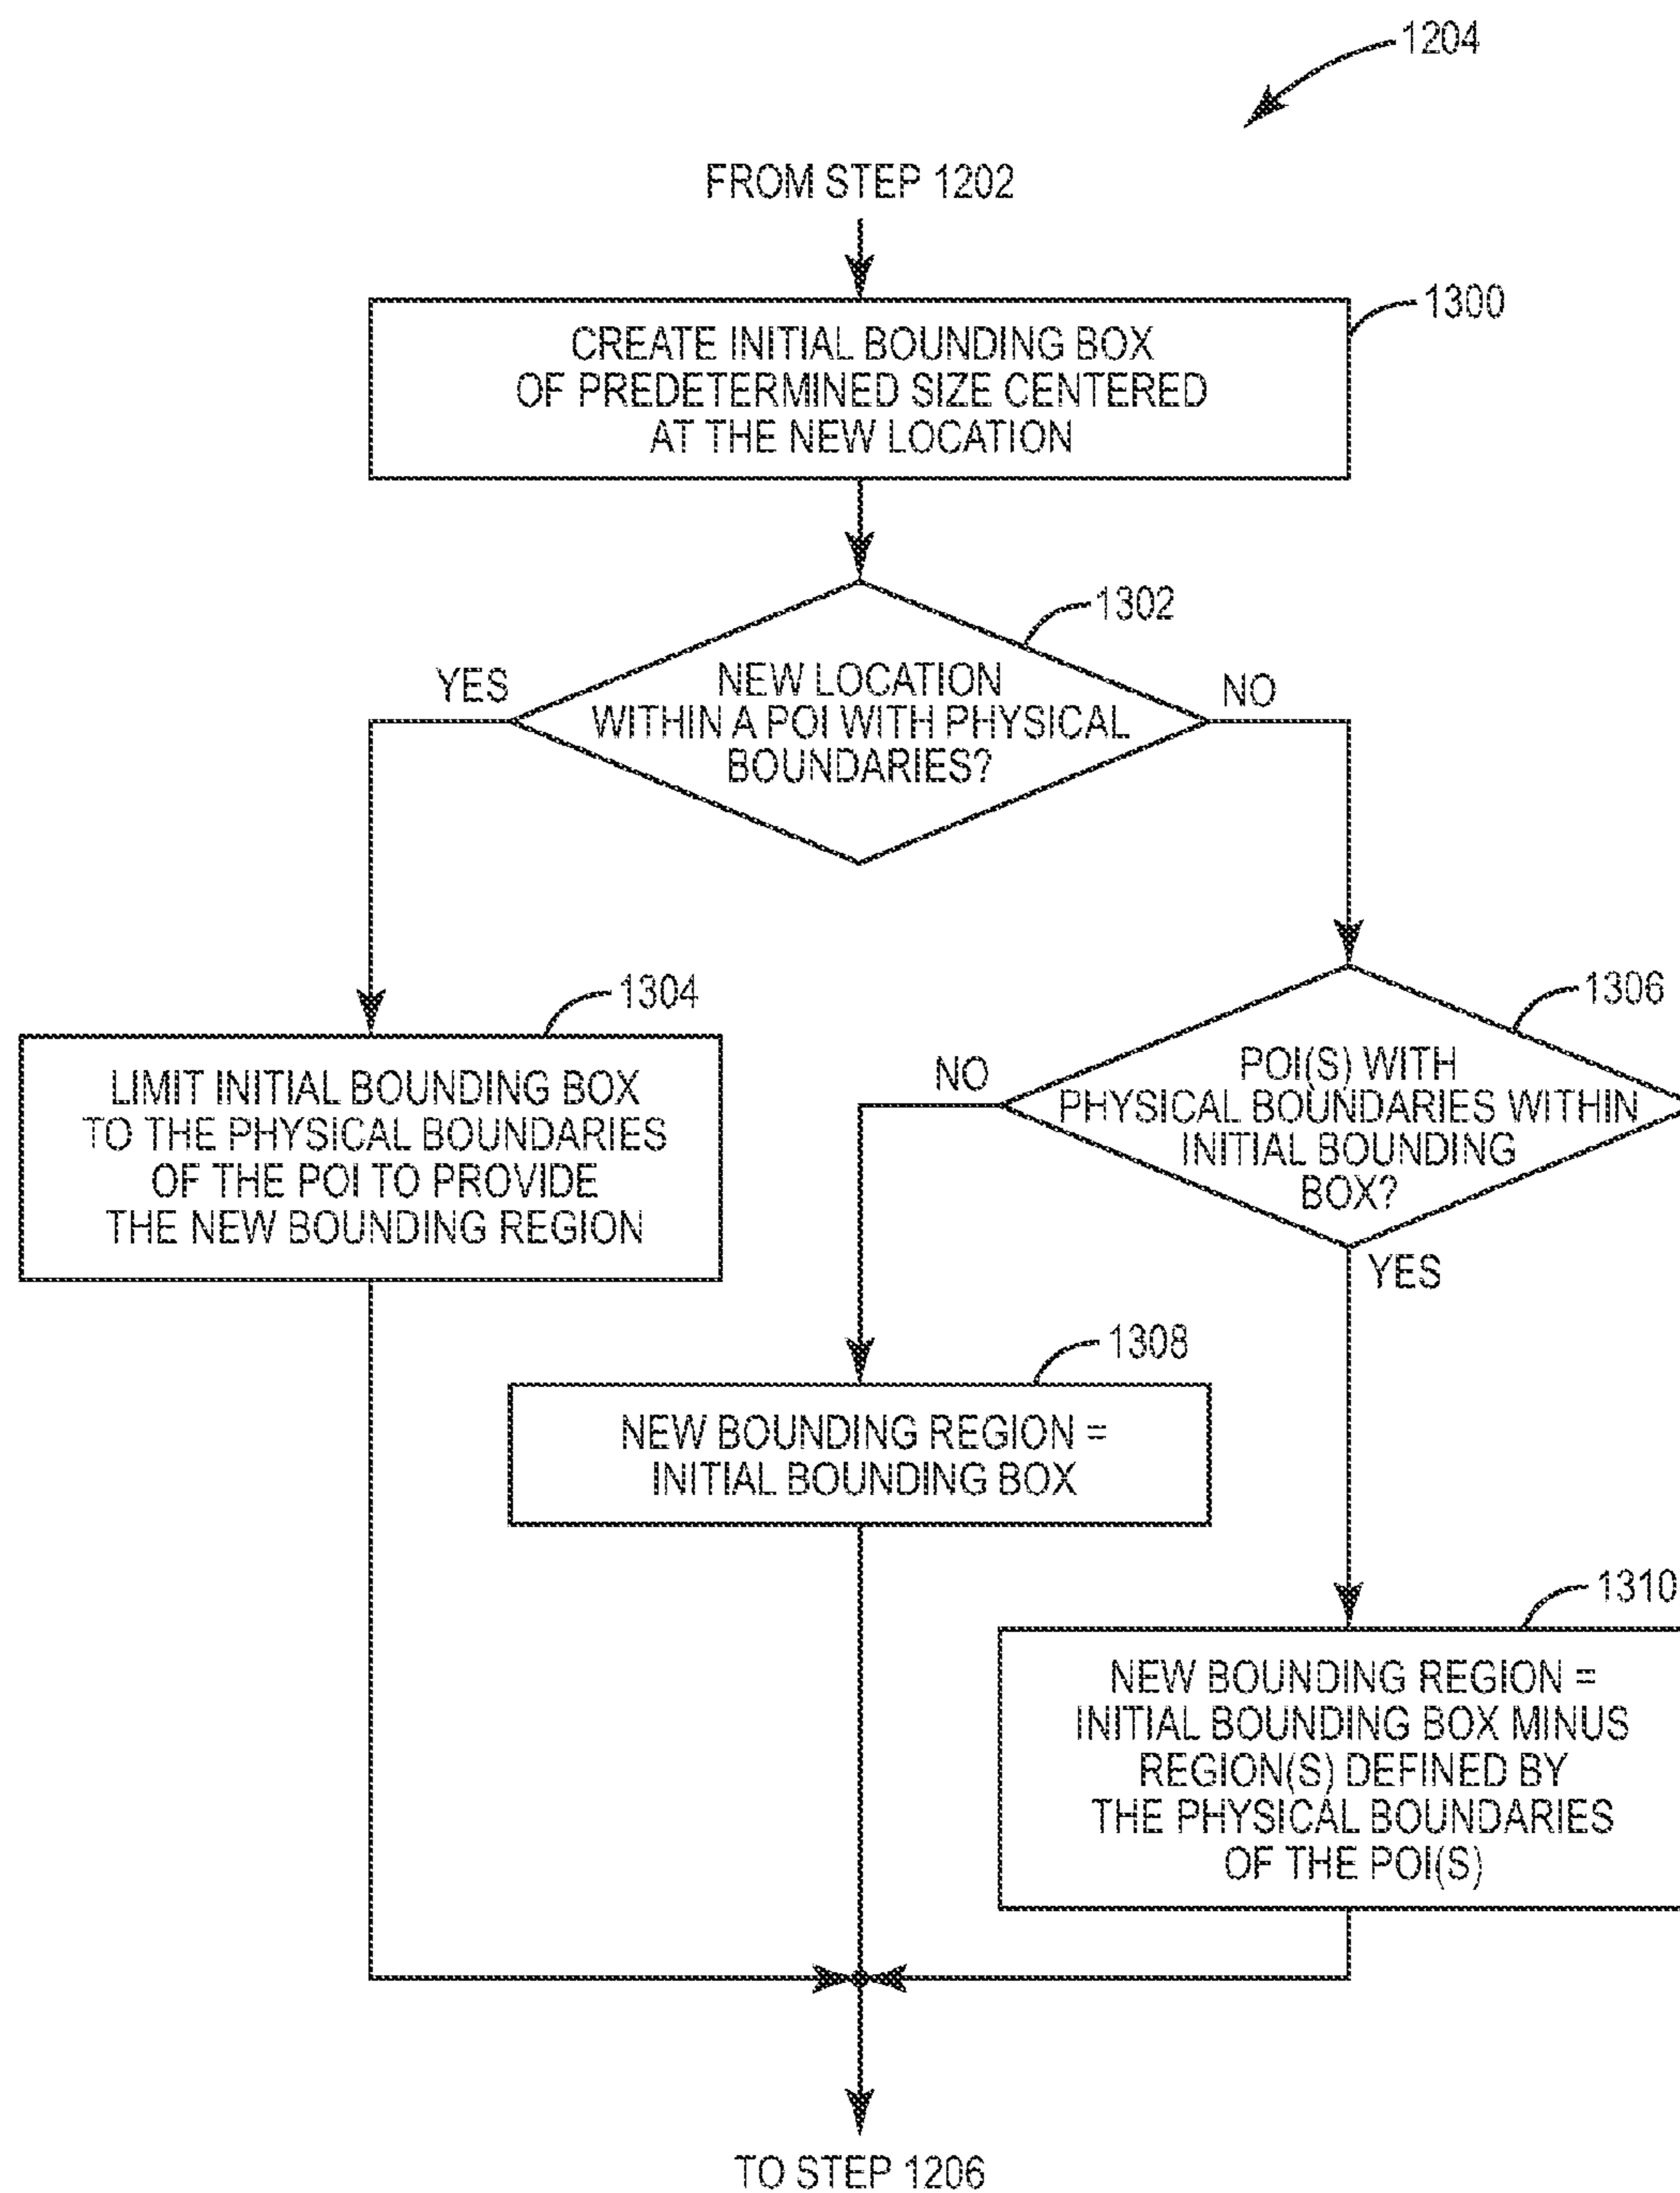 1204
FROM STEP 1202
1300
CREATE INITIAL BOUNDING BOX
OF PREDETERMINED SIZE CENTERED
AT THE NEW LOCATION
1302
YES
NEW LOCATION
WITHIN A POI WITH PHYSICAL
BOUNDARIES?
NO
1304
LIMIT INITIAL BOUNDING BOX
TO THE PHYSICAL BOUNDARIES
OF THE POI TO PROVIDE
THE NEW BOUNDING REGION
1306
NO
POI(S) WITH
PHYSICAL BOUNDARIES WITHIN
INITIAL BOUNDING
BOX?
YES
1308
NEW BOUNDING REGION =
INITIAL BOUNDING BOX
1310
NEW BOUNDING REGION =
INITIAL BOUNDING BOX MINUS
REGION(S) DEFINED BY
THE PHYSICAL BOUNDARIES
OF THE POI(S)
TO STEP 1206